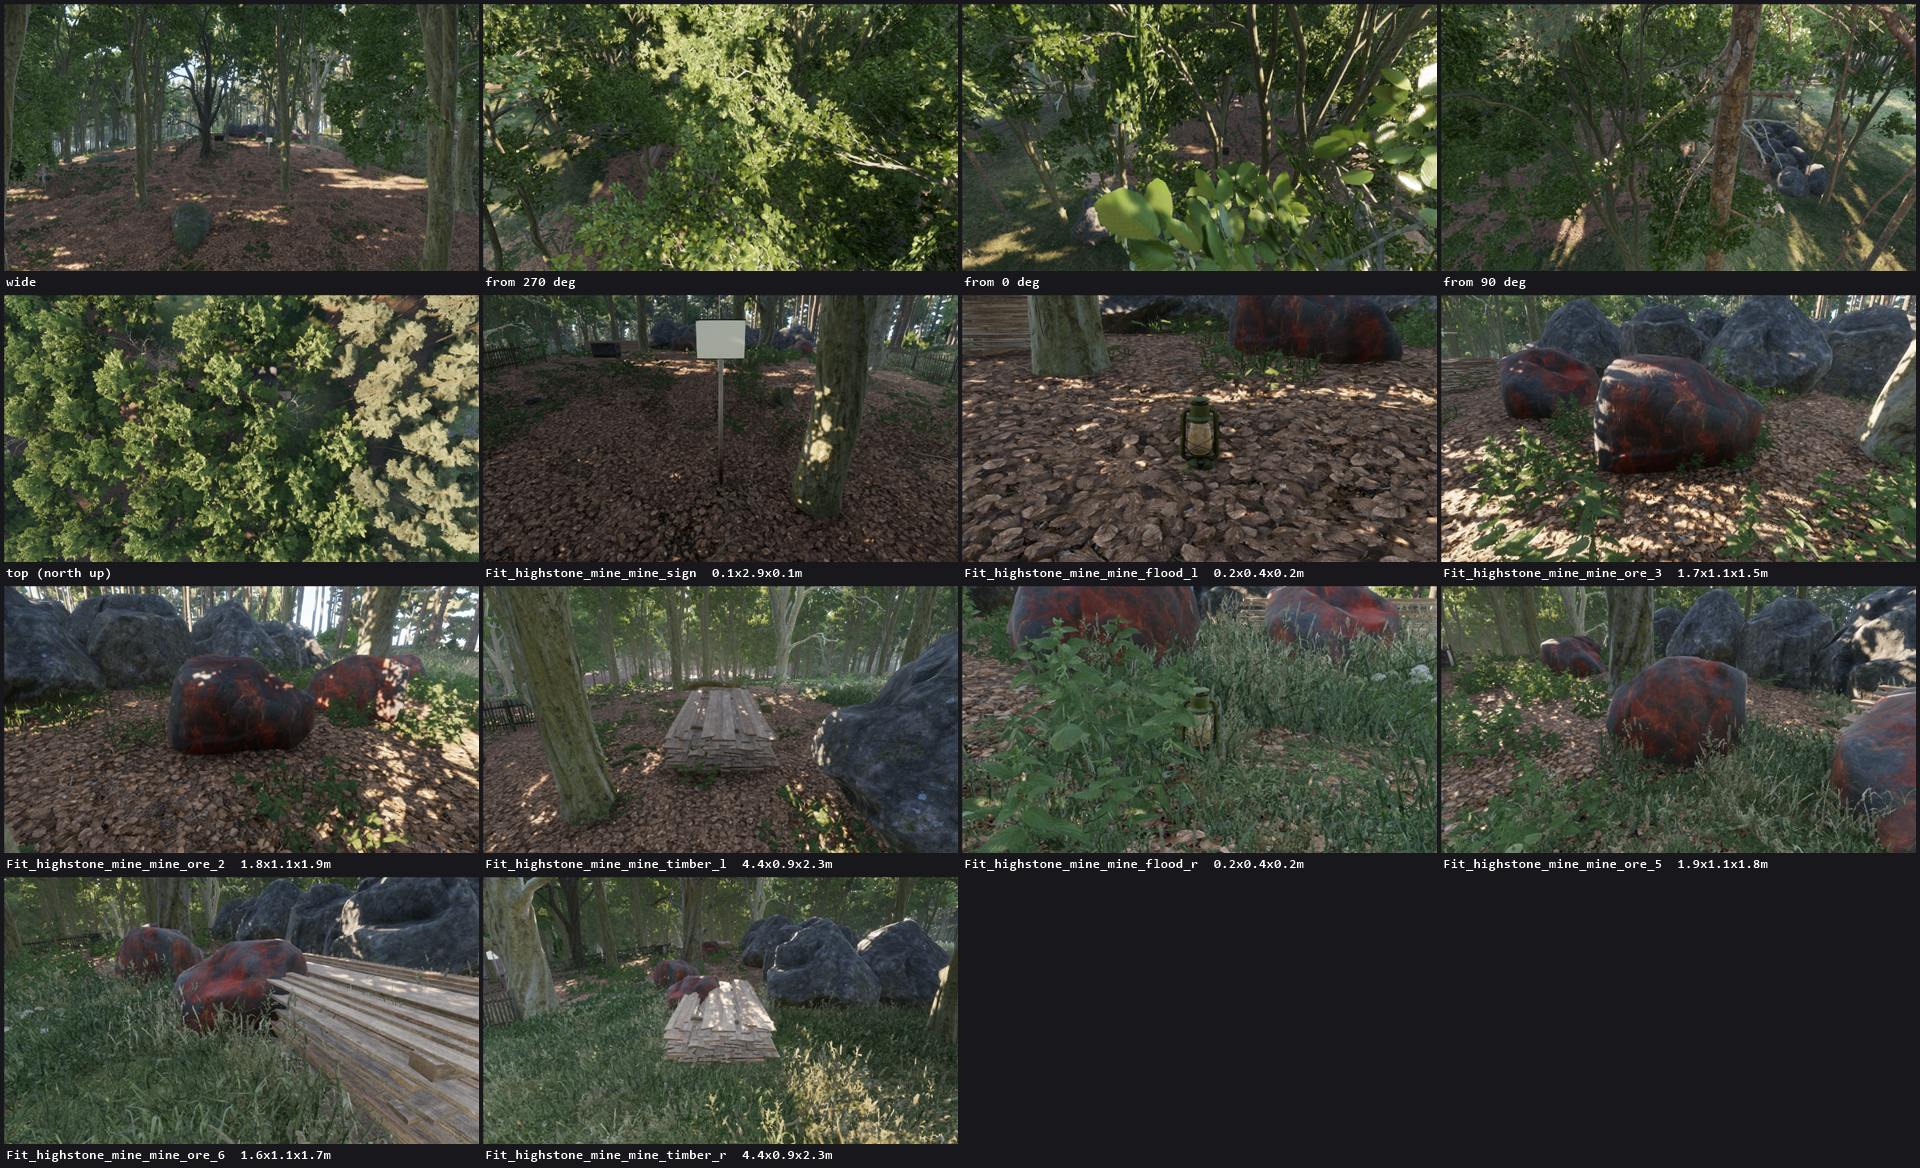 wide
from 270 deg
from 0 deg
from 90 deg
top (north up)
Fit_highstone_mine_mine_sign 0.1x2.9x0.1m
Fit_highstone_mine_mine_flood_l 0.2x0.4x0.2m
Fit_highstone_mine_mine_ore_3 1.7x1.1x1.5m
Fit_highstone_mine_mine_ore_2 1.8x1.1x1.9m
Fit_highstone_mine_mine_timber_l 4.4x0.9x2.3m
Fit_highstone_mine_mine_flood_r 0.2x0.4x0.2m
Fit_highstone_mine_mine_ore_5 1.9x1.1x1.8m
Fit_highstone_mine_mine_ore_6 1.6x1.1x1.7m
Fit_highstone_mine_mine_timber_r 4.4x0.9x2.3m